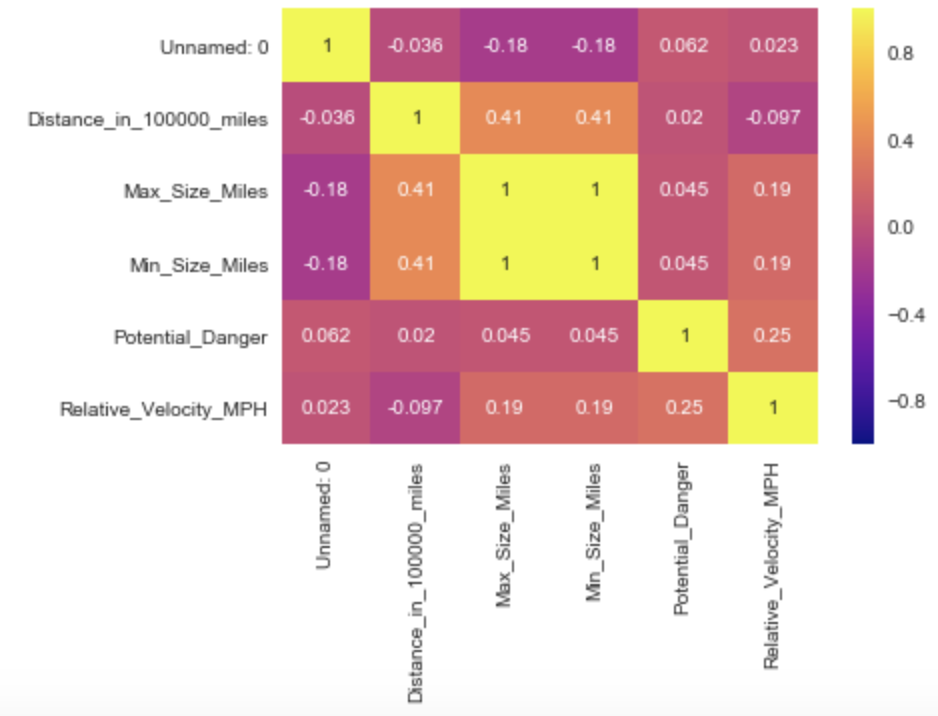 Unnamed: 0 1 -0.036 -0.18 -0.18 0.062 0.023
Distance_in_100000_miles -0.036 1 0.41 0.41 0.02 -0.097
Max_Size_Miles -0.18 0.41 1 1 0.045 0.19
Min_Size_Miles -0.18 0.41 1 1 0.045 0.19
Potential_Danger 0.062 0.02 0.045 0.045 1 0.25
Relative_Velocity_MPH 0.023 -0.097 0.19 0.19 0.25 1
Unnamed: 0
Distance_in_100000_miles
Max_Size_Miles
Min_Size_Miles
Potential_Danger
Relative_Velocity_MPH
0.8
0.4
0.0
−0.4
−0.8